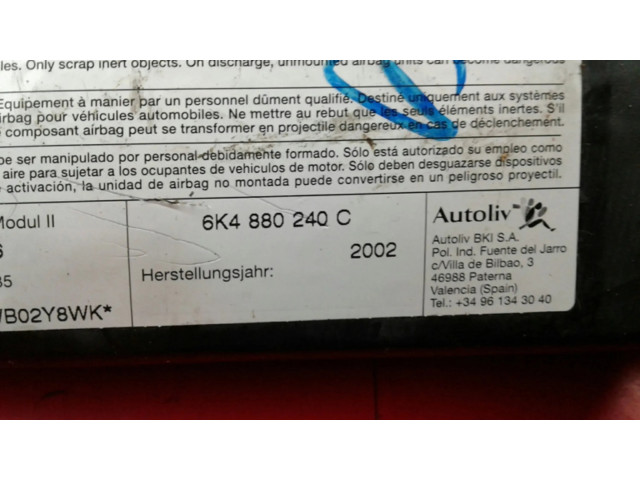 les. Only scrap inert objects. On discharge, unmounted airbag units can become dangerous
Equipement à manier par un personnel dûment qualifié. Destiné uniquement aux systèmes
airbag pour véhicules automobiles. Ne mettre au rebut que les seuls éléments inertes. S'il
composant airbag peut se transformer en projectile dangereux en cas de déclenchement.
be ser manipulado por personal debidamente formado. Sólo está autorizado su empleo como
aire para sujetar a los ocupantes de vehiculos de motor. Sólo deben desguazarse dispositivos
e activación, la unidad de airbag no montada puede convertirse en un peligroso proyectil.
Modul II
6K4 880 240 C
2002
Herstellungsjahr:
35
WB02Y8WK*
Autoliv
Autoliv BKI S.A.
Pol. Ind. Fuente del Jarro
c/Villa de Bilbao, 3
46988 Paterna
Valencia (Spain)
Tel.: +34 96 134 30 40